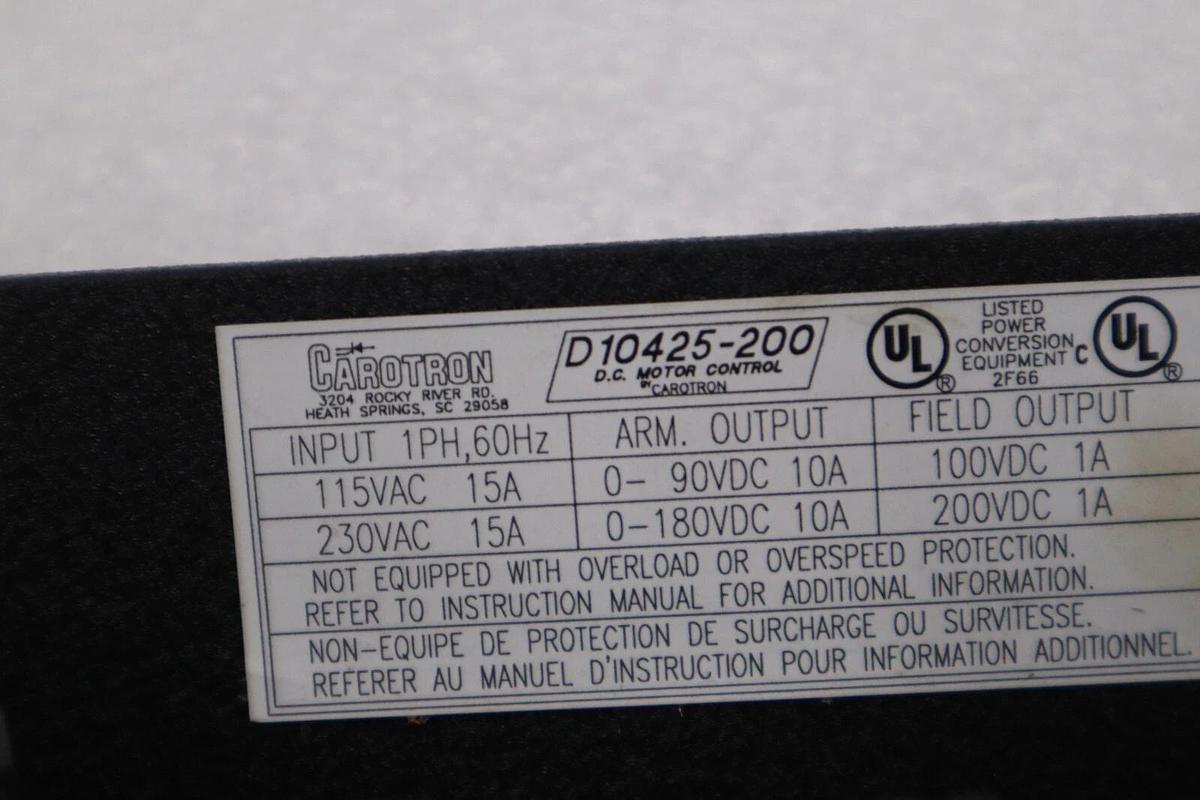 CAROTRON
3204 ROCKY RIVER RD.
HEATH SPRINGS, SC 29058
D10425-200
D.C. MOTOR CONTROL
BY CAROTRON
UL ®
LISTED
POWER
CONVERSION
EQUIPMENT
2F66
C UL ®
INPUT 1PH,60Hz ARM. OUTPUT FIELD OUTPUT
115VAC 15A 0- 90VDC 10A 100VDC 1A
230VAC 15A 0-180VDC 10A 200VDC 1A
NOT EQUIPPED WITH OVERLOAD OR OVERSPEED PROTECTION.
REFER TO INSTRUCTION MANUAL FOR ADDITIONAL INFORMATION.
NON-EQUIPE DE PROTECTION DE SURCHARGE OU SURVITESSE.
REFERER AU MANUEL D'INSTRUCTION POUR INFORMATION ADDITIONNEL.